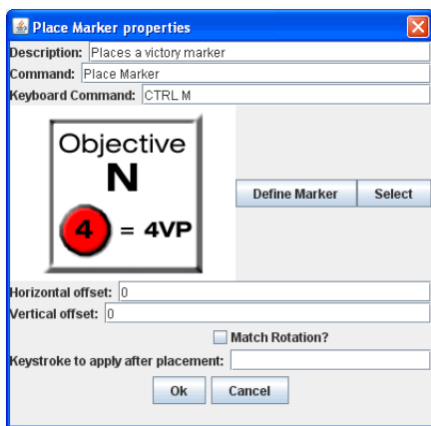 Place Marker properties
Description: Places a victory marker
Command: Place Marker
Keyboard Command: CTRL M
Objective
N
4 = 4VP
Define Marker Select
Horizontal offset: 0
Vertical offset: 0
Match Rotation?
Keystroke to apply after placement:
Ok Cancel